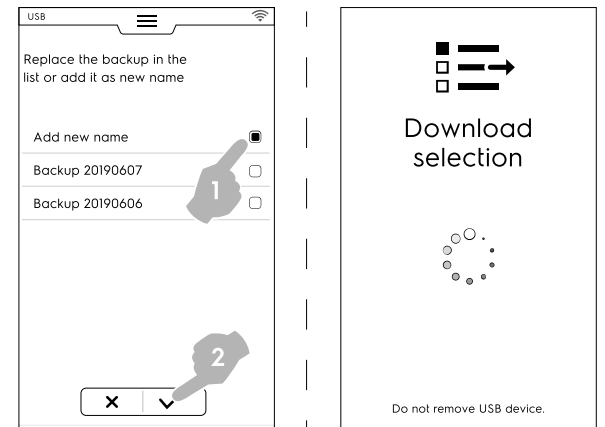 USB
Replace the backup in the
list or add it as new name
Add new name
Backup 20190607
Backup 20190606
1
2
Download
selection
Do not remove USB device.